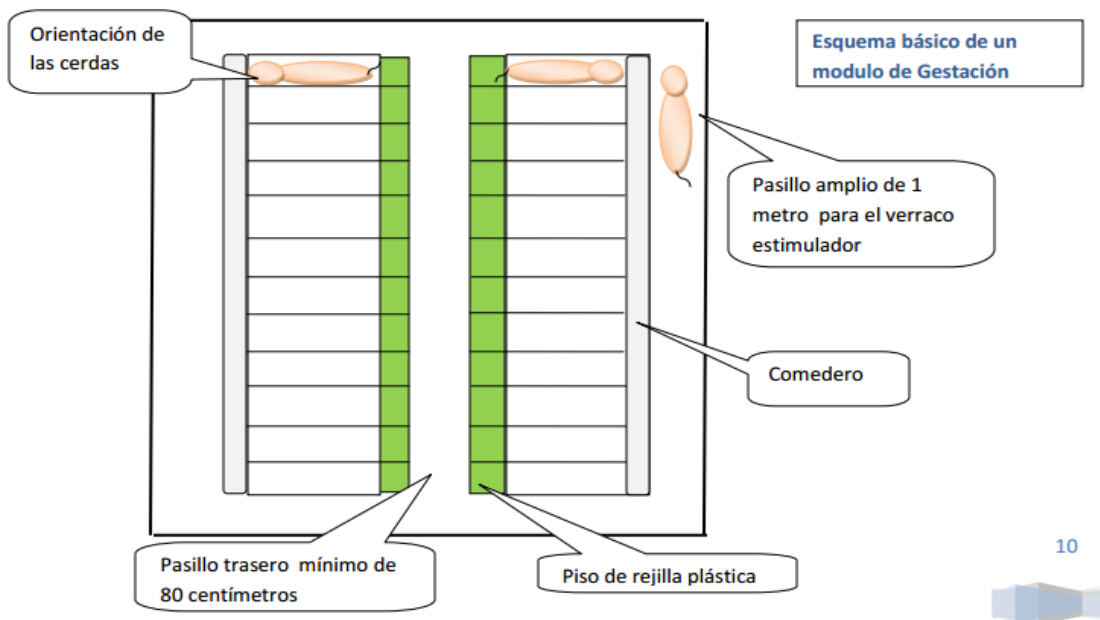 Orientación de
las cerdas
Esquema básico de un
modulo de Gestación
Pasillo amplio de 1
metro para el verraco
estimulador
Comedero
Pasillo trasero mínimo de
80 centímetros
Piso de rejilla plástica
10